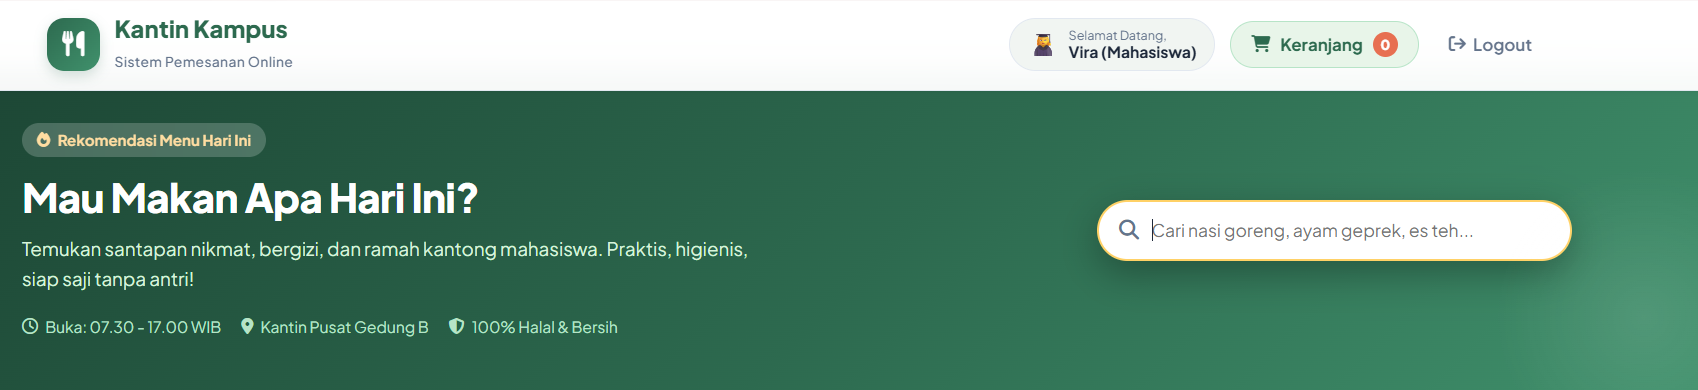 Kantin Kampus
Sistem Pemesanan Online
Selamat Datang,
Vira (Mahasiswa)
Keranjang 0
Logout
Rekomendasi Menu Hari Ini
Mau Makan Apa Hari Ini?
Temukan santapan nikmat, bergizi, dan ramah kantong mahasiswa. Praktis, higienis,
siap saji tanpa antri!
Cari nasi goreng, ayam geprek, es teh...
Buka: 07.30 - 17.00 WIB Kantin Pusat Gedung B 100% Halal & Bersih